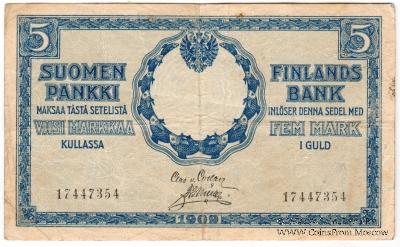 5 5
SUOMEN
PANKKI
MAKSAA TÄSTÄ SETELISTÄ
VIISI MARKKAA
KULLASSA
FINLANDS
BANK
INLÖSER DENNA SEDEL MED
FEM MARK
I GULD
17447354 17447354
1909
www.CoinsFrom.Moscow